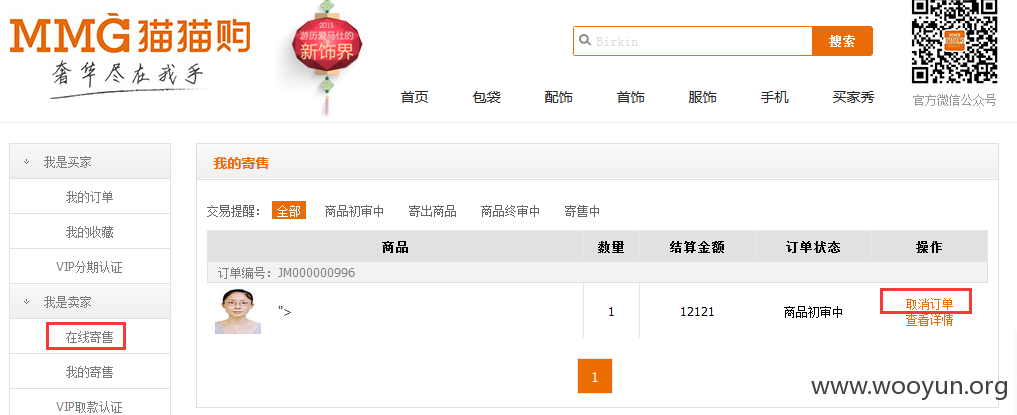 MMG猫猫购
奢华尽在我手
2015
游历爱马仕的
新饰界
Birkin
搜索
官方微信公众号
首页 包袋 配饰 首饰 服饰 手机 买家秀
我是买家
我的订单
我的收藏
VIP分期认证
我是卖家
在线寄售
我的寄售
VIP取款认证
我的寄售
交易提醒： 全部 商品初审中 寄出商品 商品终审中 寄售中
商品 数量 结算金额 订单状态 操作
订单编号：JM000000996
"> 1 12121 商品初审中 取消订单
查看详情
1
www.wooyun.org